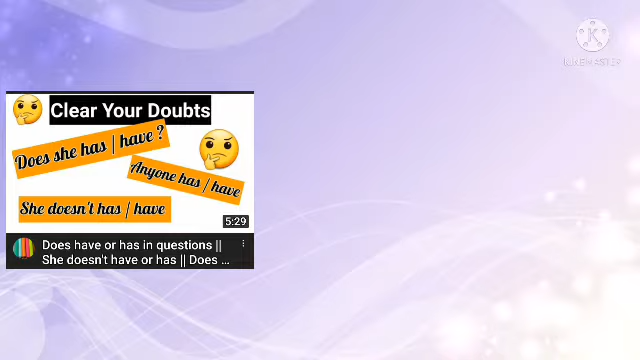 K
KINEMASTER
Clear Your Doubts
Does she has | have ?
Anyone has / have
She doesn't has / have
5:29
Does have or has in questions ||
She doesn't have or has || Does ...